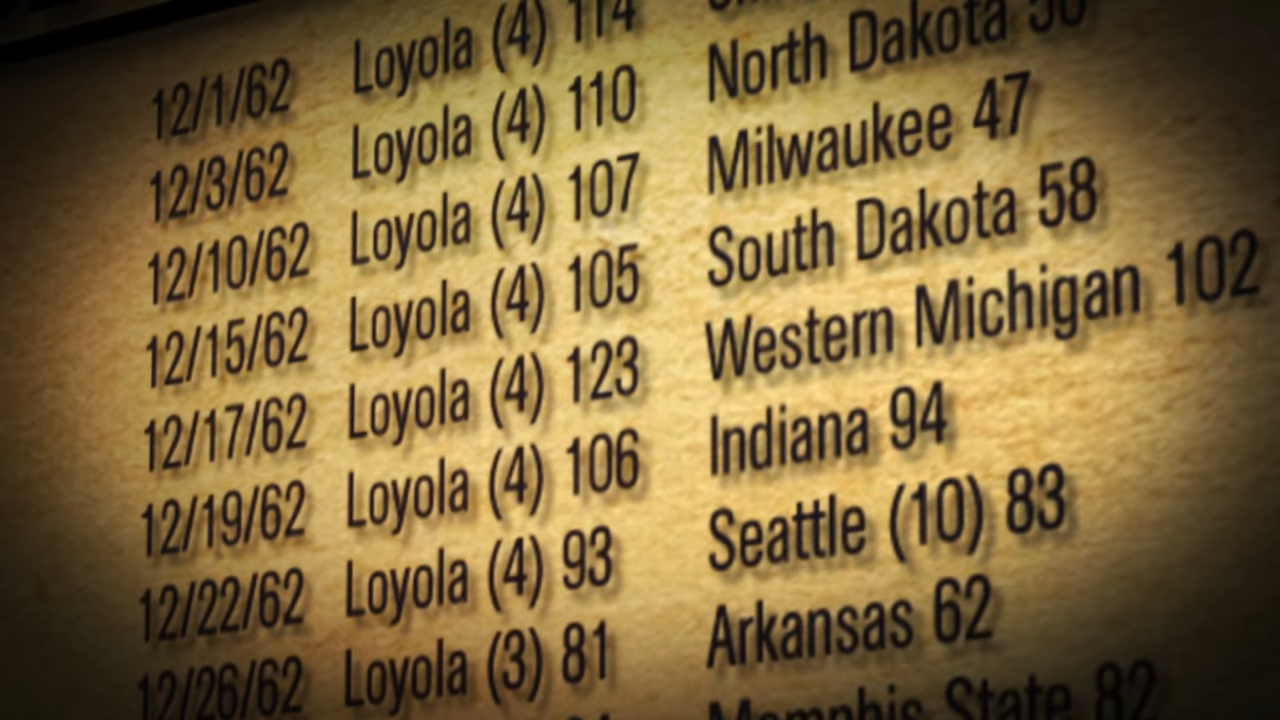 12/1/62 Loyola (4) 114
12/3/62 Loyola (4) 110 North Dakota
12/10/62 Loyola (4) 107 Milwaukee 47
12/15/62 Loyola (4) 105 South Dakota 58
12/17/62 Loyola (4) 123 Western Michigan 102
12/19/62 Loyola (4) 106 Indiana 94
12/22/62 Loyola (4) 93 Seattle (10) 83
12/26/62 Loyola (3) 81 Arkansas 62
Memphis State 82